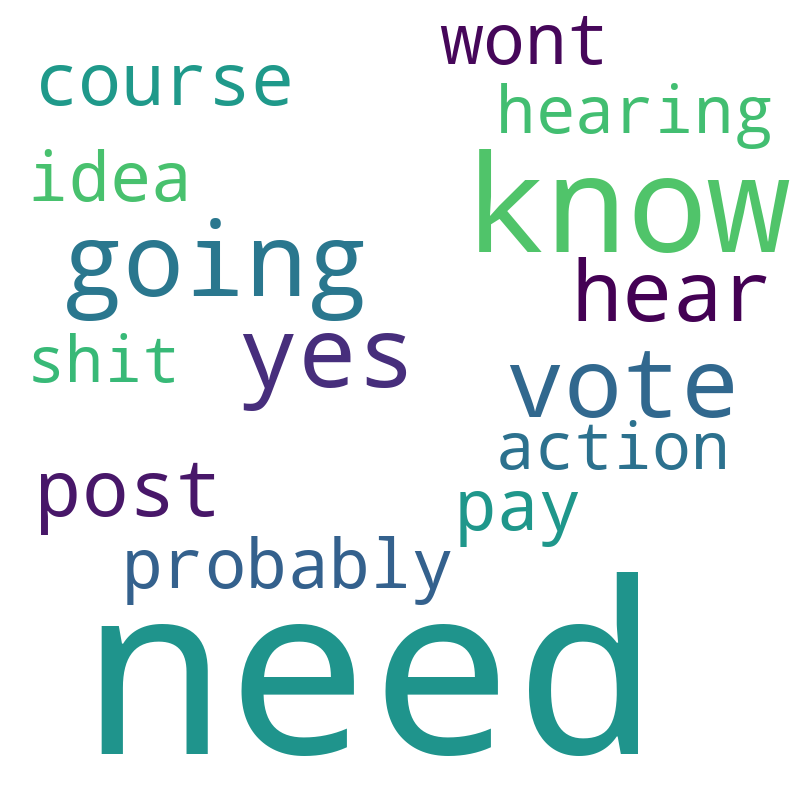 wont
course
hearing
idea
know
going
hear
shit
yes
vote
action
post
pay
probably
need